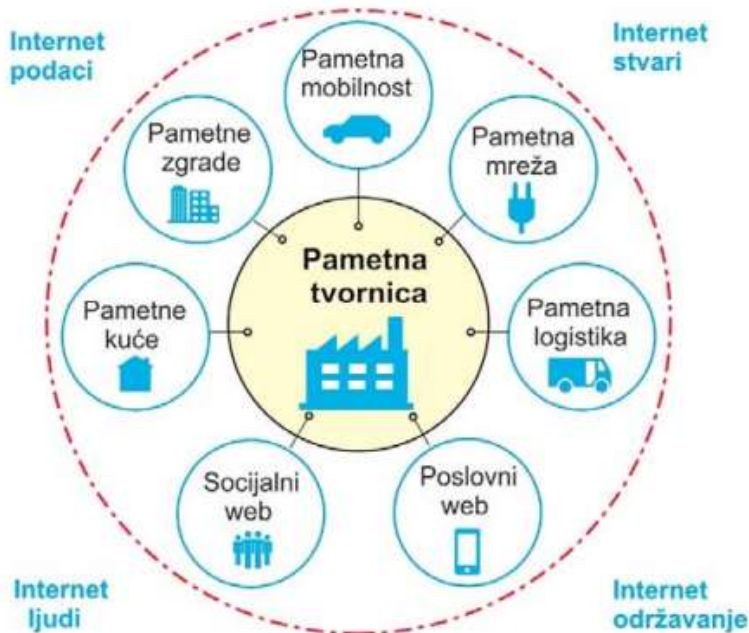 Internet
podaci
Internet
stvari
Pametna
mobilnost
Pametne
zgrade
Pametna
mreža
Pametna
tvornica
Pametne
kuće
Pametna
logistika
Socijalni
web
Poslovni
web
Internet
ljudi
Internet
održavanje